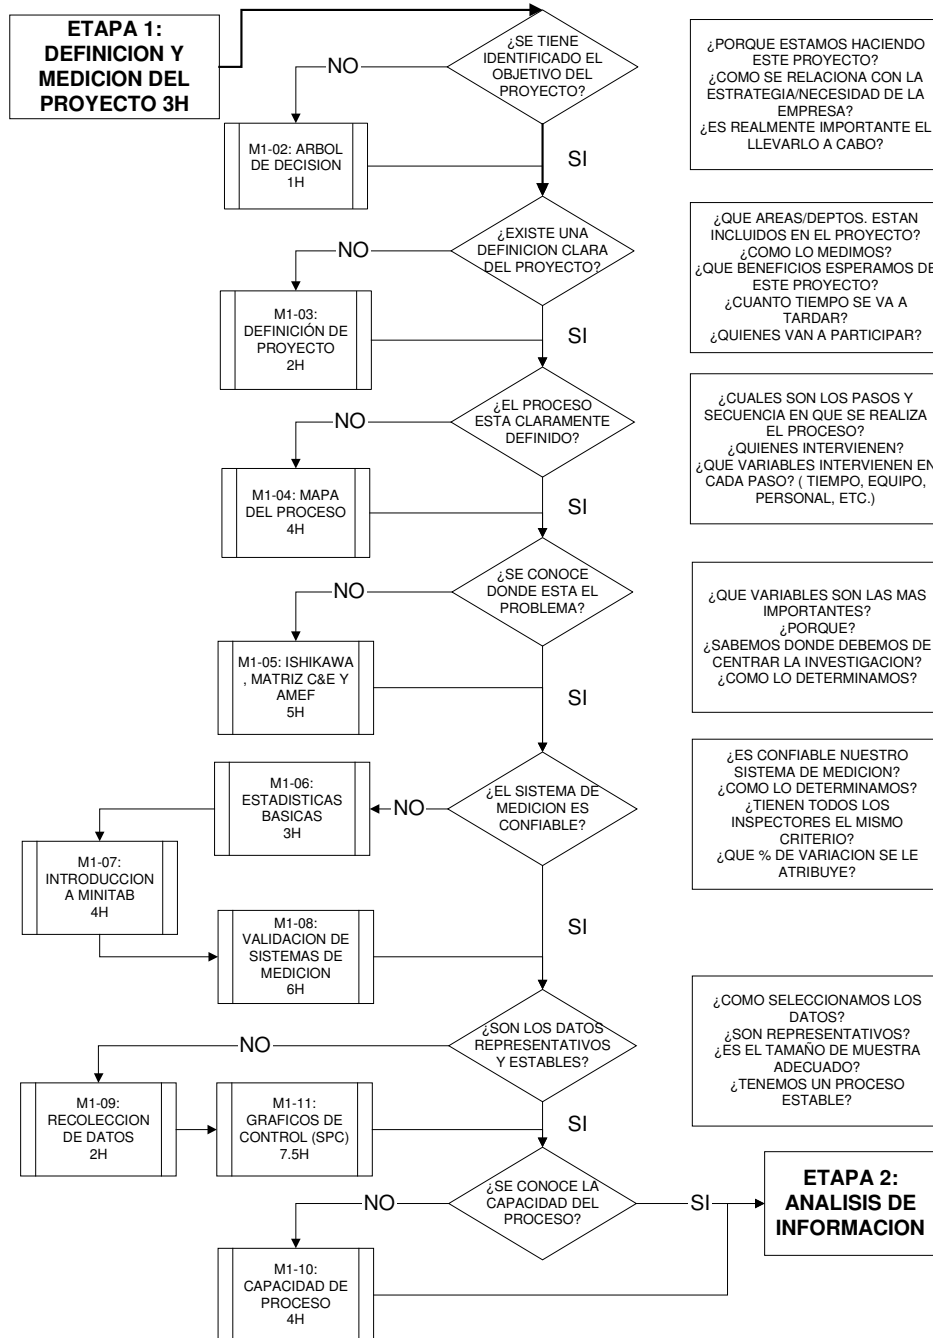 ETAPA 1:
DEFINICION Y
MEDICION DEL
PROYECTO 3H
¿SE TIENE
IDENTIFICADO EL
OBJETIVO DEL
PROYECTO?
NO
¿PORQUE ESTAMOS HACIENDO
ESTE PROYECTO?
¿COMO SE RELACIONA CON LA
ESTRATEGIA/NECESIDAD DE LA
EMPRESA?
¿ES REALMENTE IMPORTANTE EL
LLEVARLO A CABO?
M1-02: ARBOL
DE DECISION
1H
SI
¿EXISTE UNA
DEFINICION CLARA
DEL PROYECTO?
NO
¿QUE AREAS/DEPTOS. ESTAN
INCLUIDOS EN EL PROYECTO?
¿COMO LO MEDIMOS?
¿QUE BENEFICIOS ESPERAMOS DE
ESTE PROYECTO?
¿CUANTO TIEMPO SE VA A
TARDAR?
¿QUIENES VAN A PARTICIPAR?
M1-03:
DEFINICIÓN DE
PROYECTO
2H
SI
¿EL PROCESO
ESTA CLARAMENTE
DEFINIDO?
NO
¿CUALES SON LOS PASOS Y
SECUENCIA EN QUE SE REALIZA
EL PROCESO?
¿QUIENES INTERVIENEN?
¿QUE VARIABLES INTERVIENEN EN
CADA PASO? ( TIEMPO, EQUIPO,
PERSONAL, ETC.)
M1-04: MAPA
DEL PROCESO
4H
SI
¿SE CONOCE
DONDE ESTA EL
PROBLEMA?
NO
¿QUE VARIABLES SON LAS MAS
IMPORTANTES?
¿PORQUE?
¿SABEMOS DONDE DEBEMOS DE
CENTRAR LA INVESTIGACION?
¿COMO LO DETERMINAMOS?
M1-05: ISHIKAWA
, MATRIZ C&E Y
AMEF
5H
SI
¿EL SISTEMA DE
MEDICION ES
CONFIABLE?
NO
¿ES CONFIABLE NUESTRO
SISTEMA DE MEDICION?
¿COMO LO DETERMINAMOS?
¿TIENEN TODOS LOS
INSPECTORES EL MISMO
CRITERIO?
¿QUE % DE VARIACION SE LE
ATRIBUYE?
M1-06:
ESTADISTICAS
BASICAS
3H
M1-07:
INTRODUCCION
A MINITAB
4H
M1-08:
VALIDACION DE
SISTEMAS DE
MEDICION
6H
SI
¿SON LOS DATOS
REPRESENTATIVOS
Y ESTABLES?
NO
¿COMO SELECCIONAMOS LOS
DATOS?
¿SON REPRESENTATIVOS?
¿ES EL TAMAÑO DE MUESTRA
ADECUADO?
¿TENEMOS UN PROCESO
ESTABLE?
M1-09:
RECOLECCION
DE DATOS
2H
M1-11:
GRAFICOS DE
CONTROL (SPC)
7.5H
SI
¿SE CONOCE LA
CAPACIDAD DEL
PROCESO?
NO
SI
ETAPA 2:
ANALISIS DE
INFORMACION
M1-10:
CAPACIDAD DE
PROCESO
4H